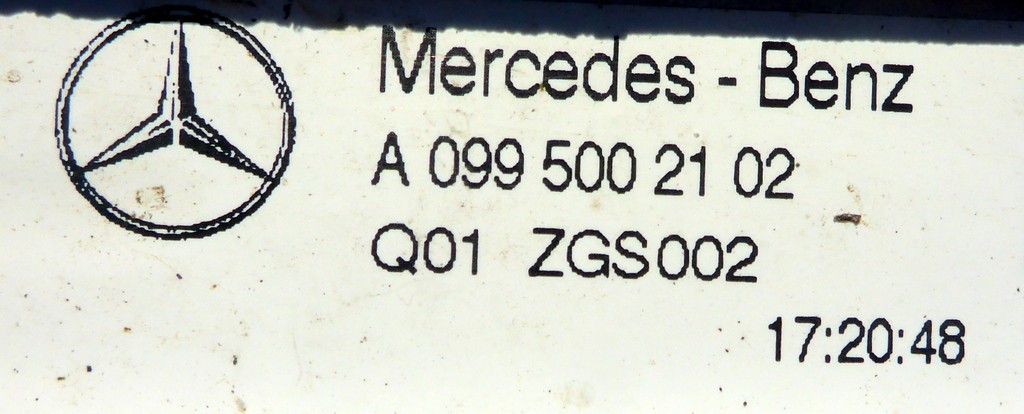 Mercedes - Benz
A 099 500 21 02
Q01 ZGS002
17:20:48